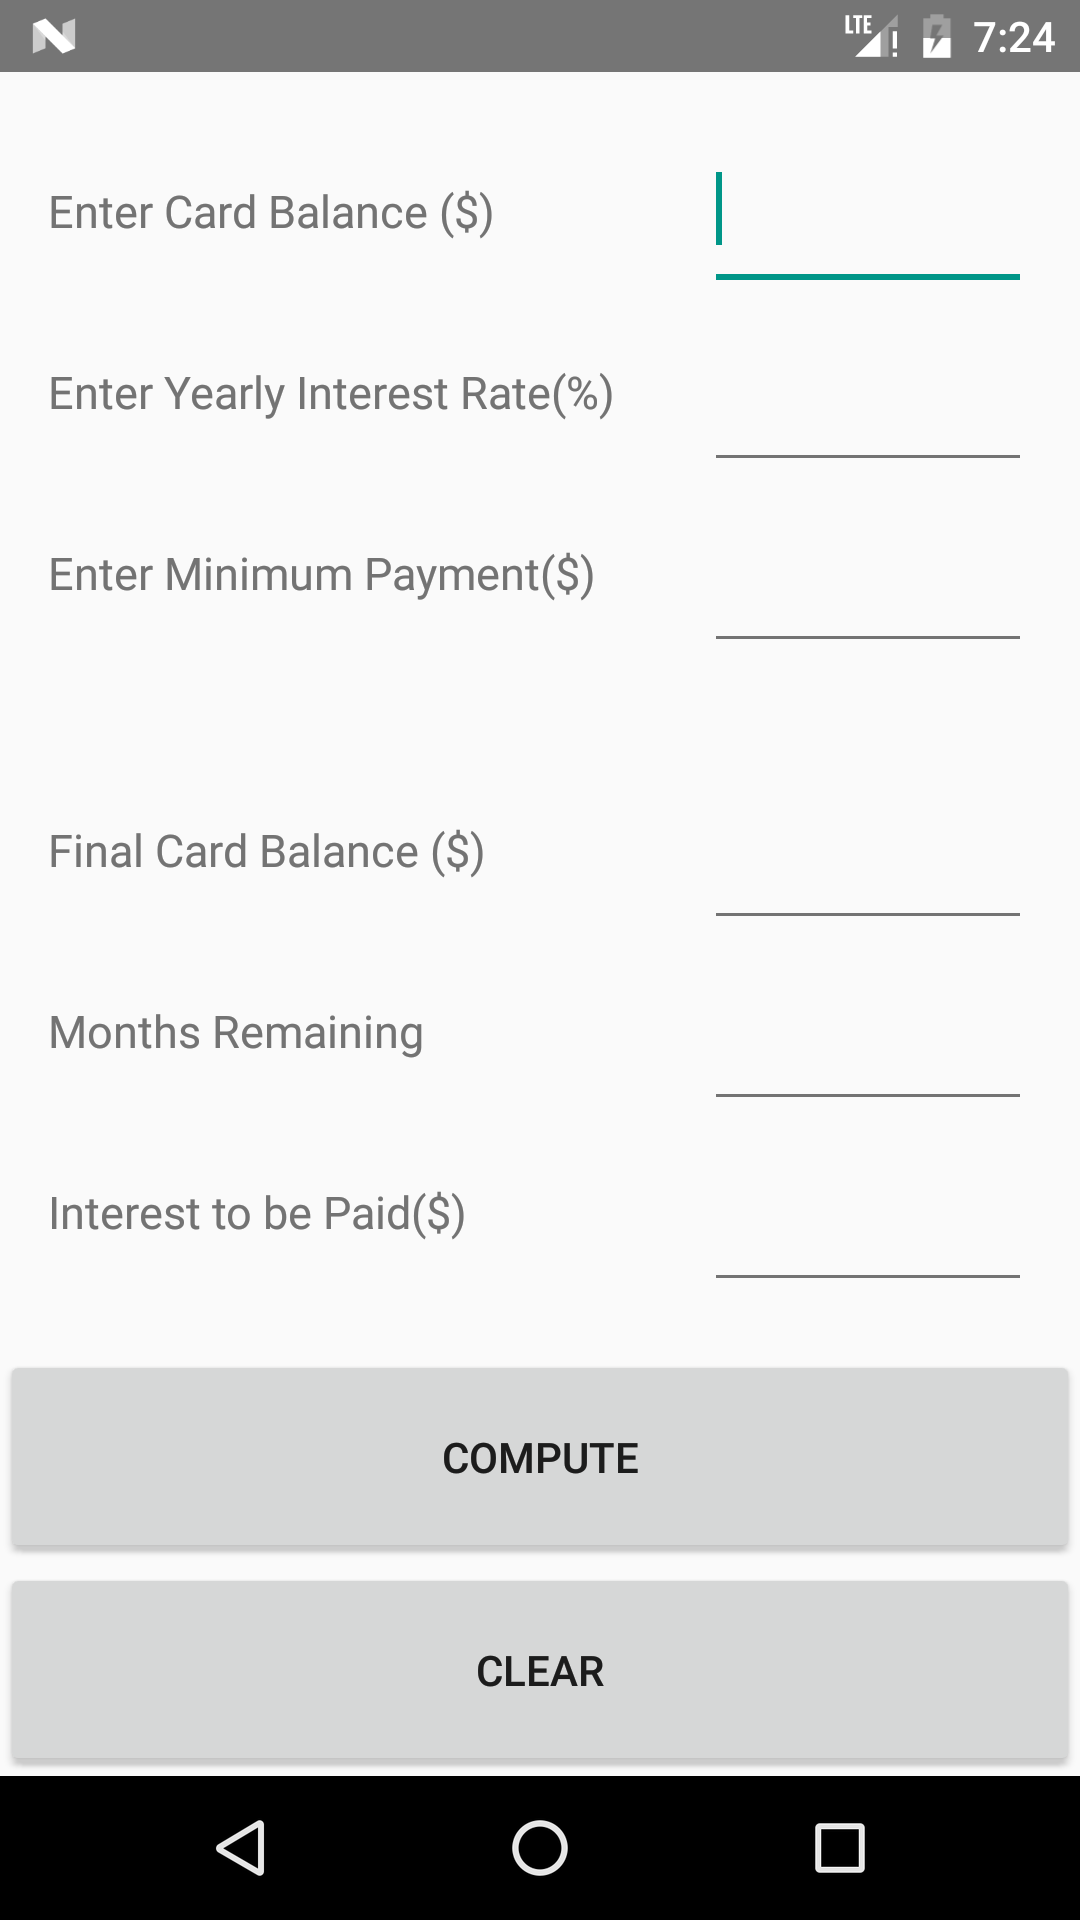 LTE 7:24
Enter Card Balance ($)
Enter Yearly Interest Rate(%)
Enter Minimum Payment($)
Final Card Balance ($)
Months Remaining
Interest to be Paid($)
COMPUTE
CLEAR